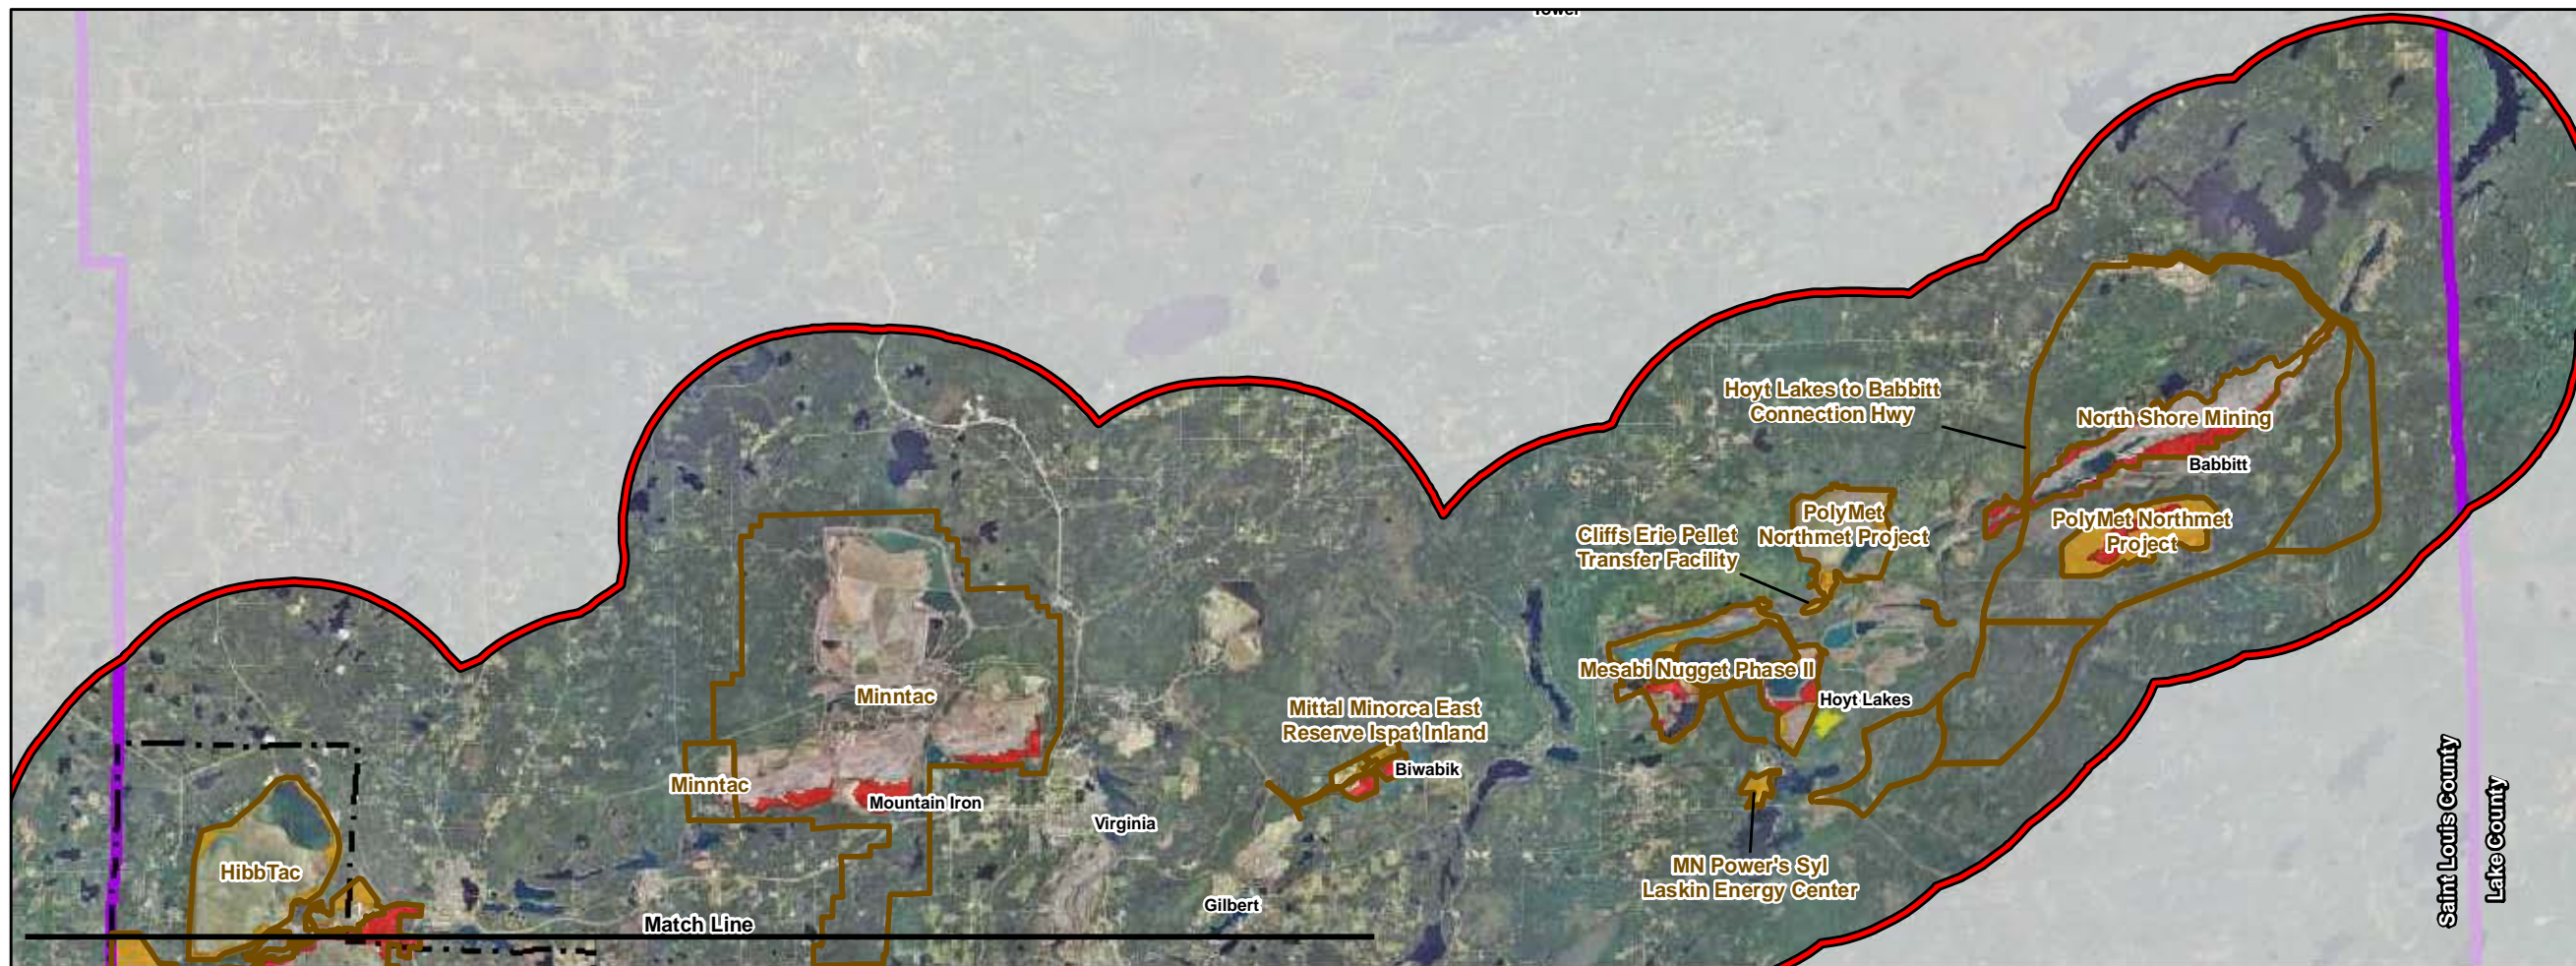 Tower
Hoyt Lakes to Babbitt
Connection Hwy
North Shore Mining
Babbitt
PolyMet
Northmet Project
PolyMet Northmet
Project
Cliffs Erie Pellet
Transfer Facility
Mesabi Nugget Phase II
Hoyt Lakes
Minntac
Mittal Minorca East
Reserve Ispat Inland
Biwabik
Minntac
Mountain Iron
Virginia
HibbTac
MN Power's Syl
Laskin Energy Center
Gilbert
Match Line
Saint Louis County
Lake County